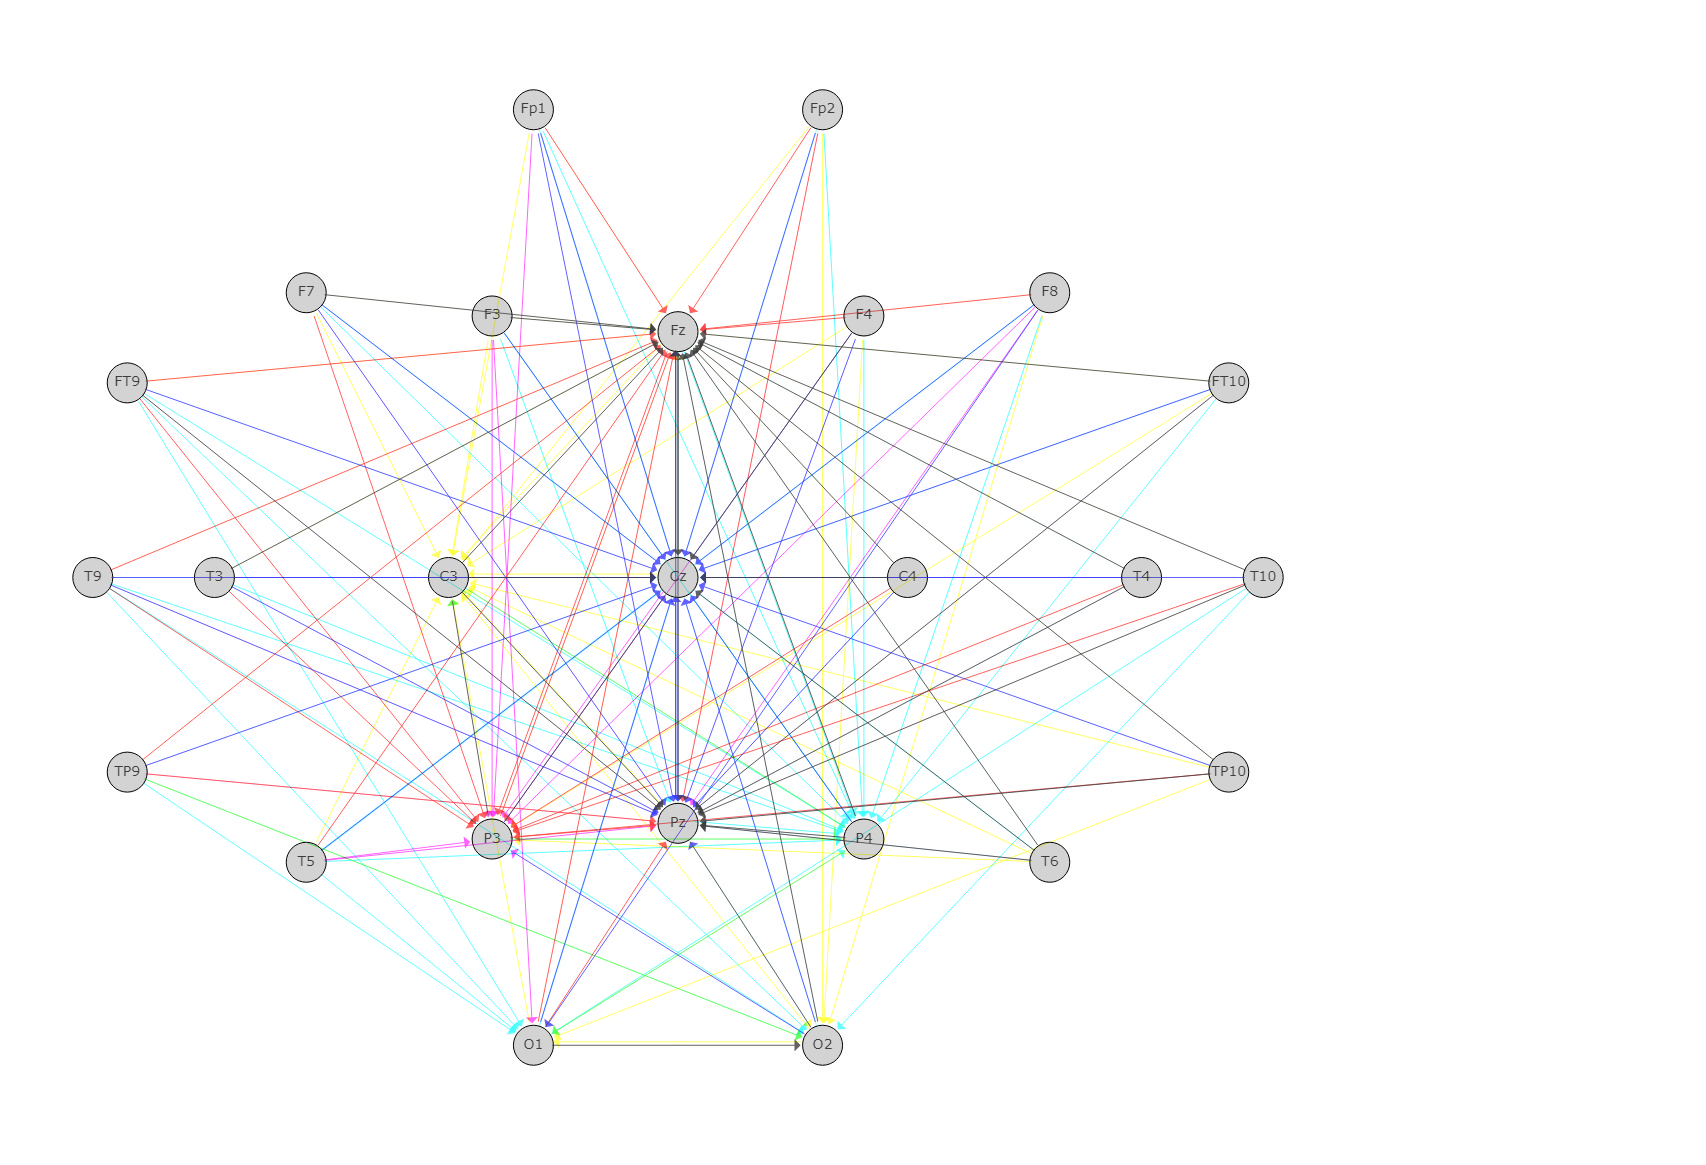 Fp1 Fp2
F7 F3 Fz F4 F8
FT9 FT10
T9 T3 C3 Cz C4 T4 T10
TP9 TP10
T5 P3 Pz P4 T6
O1 O2